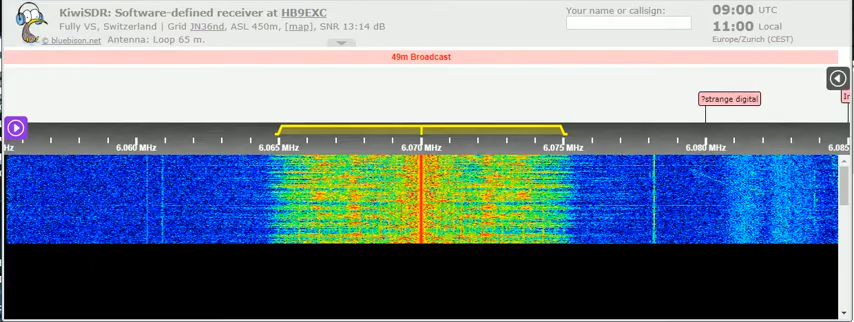 KiwiSDR: Software-defined receiver at HB9EXC
Fully VS, Switzerland | Grid JN36nd, ASL 450m, [map], SNR 13:14 dB
© bluebison.net Antenna: Loop 65 m.
Your name or callsign:
09:00 UTC
11:00 Local
Europe/Zurich (CEST)
49m Broadcast
?strange digital
Hz 6.060 MHz 6.065 MHz 6.070 MHz 6.075 MHz 6.080 MHz 6.085